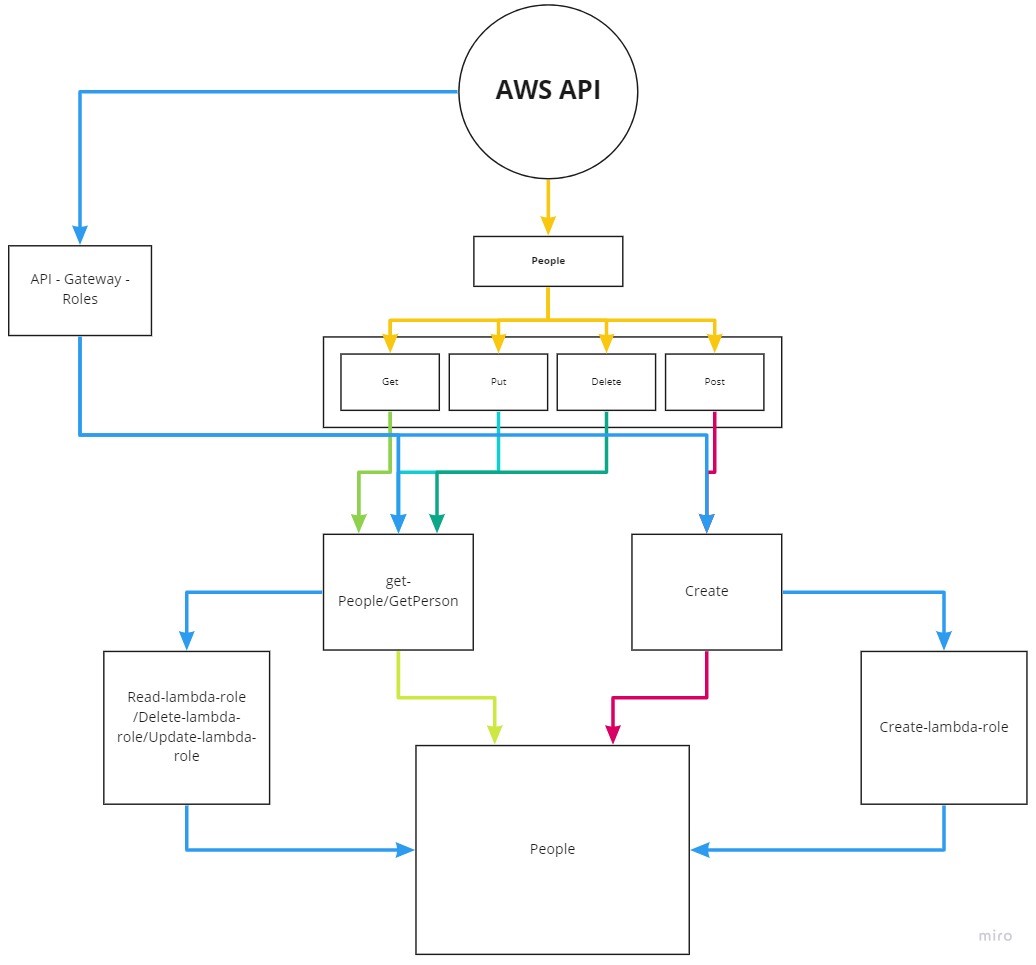 AWS API
API - Gateway -
Roles
People
Get
Put
Delete
Post
get-
People/GetPerson
Create
Read-lambda-role
/Delete-lambda-
role/Update-lambda-
role
Create-lambda-role
People
miro